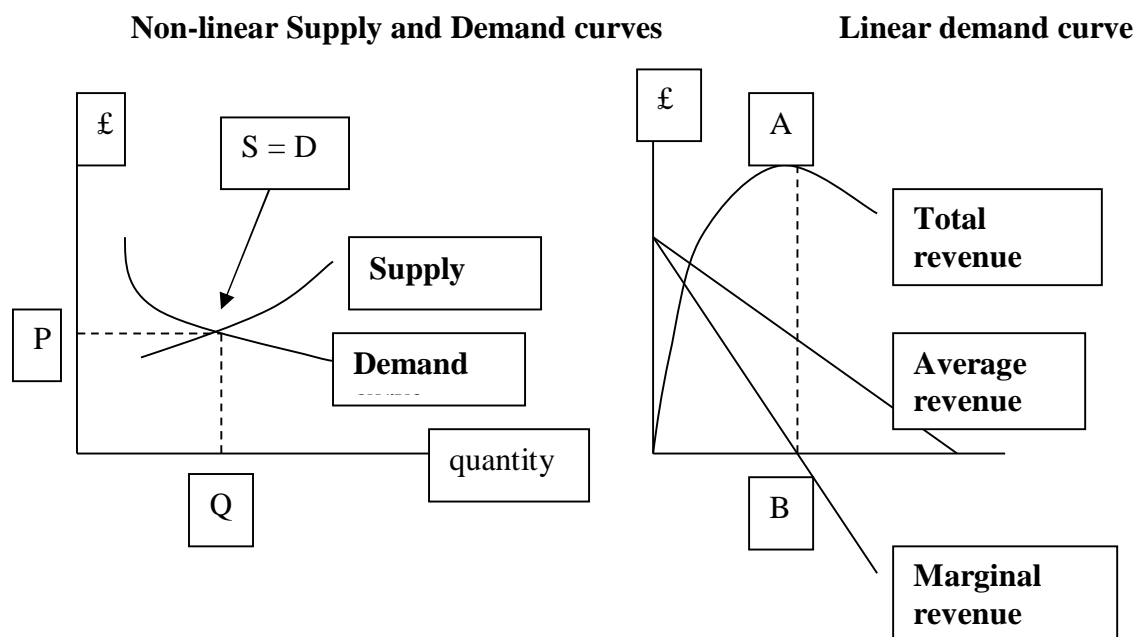 Non-linear Supply and Demand curves
Linear demand curve
£
S = D
Supply
P
Demand
quantity
Q
£
A
Total
revenue
Average
revenue
B
Marginal
revenue